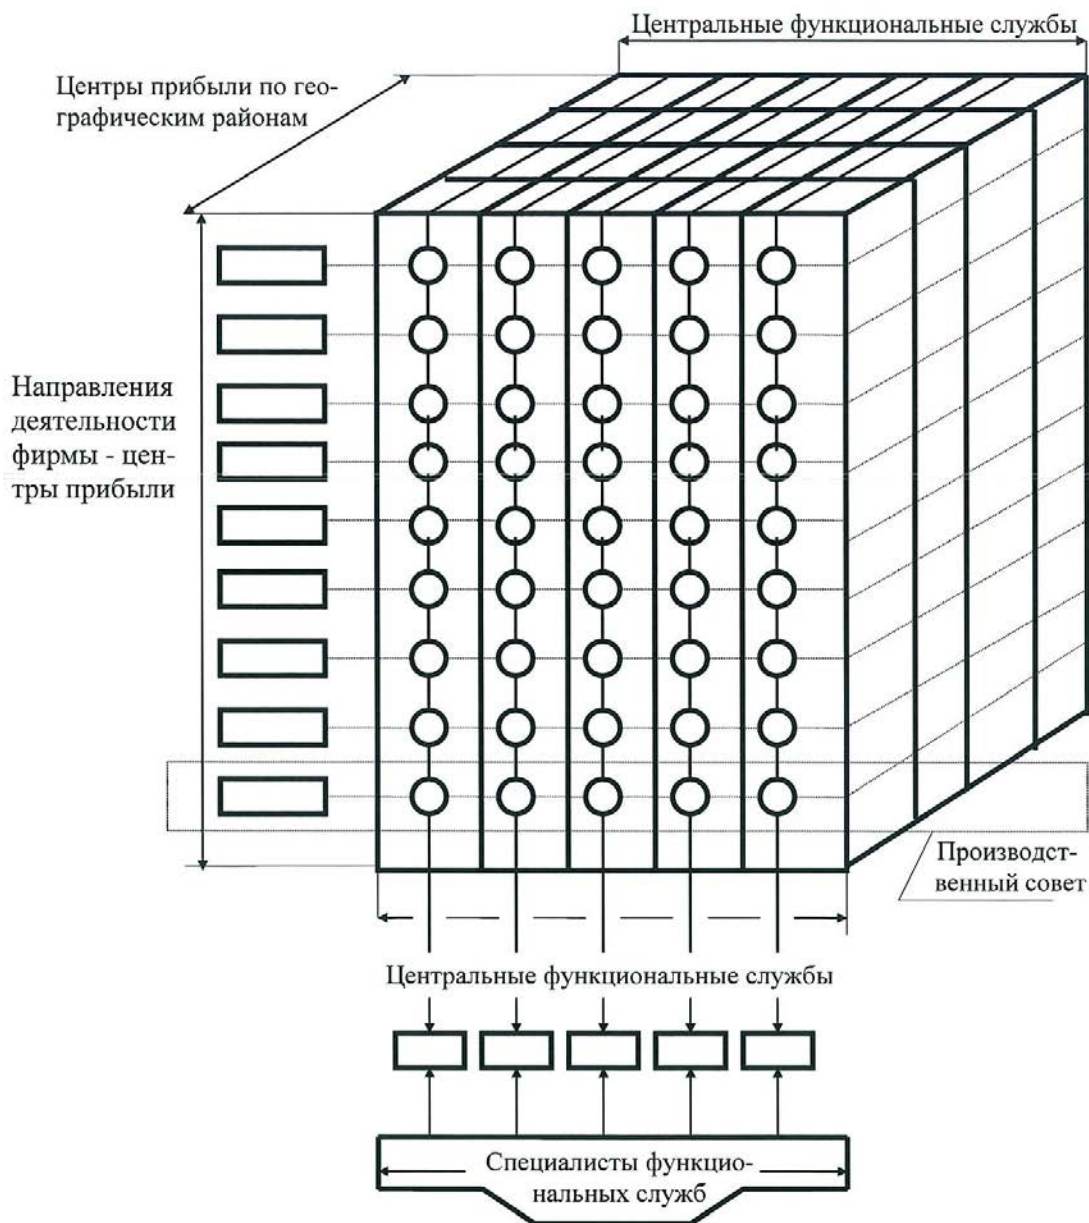 Центральные функциональные службы
Центры прибыли по гео-
графическим районам
Направления
деятельности
фирмы - цен-
тры прибыли
Производст-
венный совет
Центральные функциональные службы
Специалисты функцио-
нальных служб